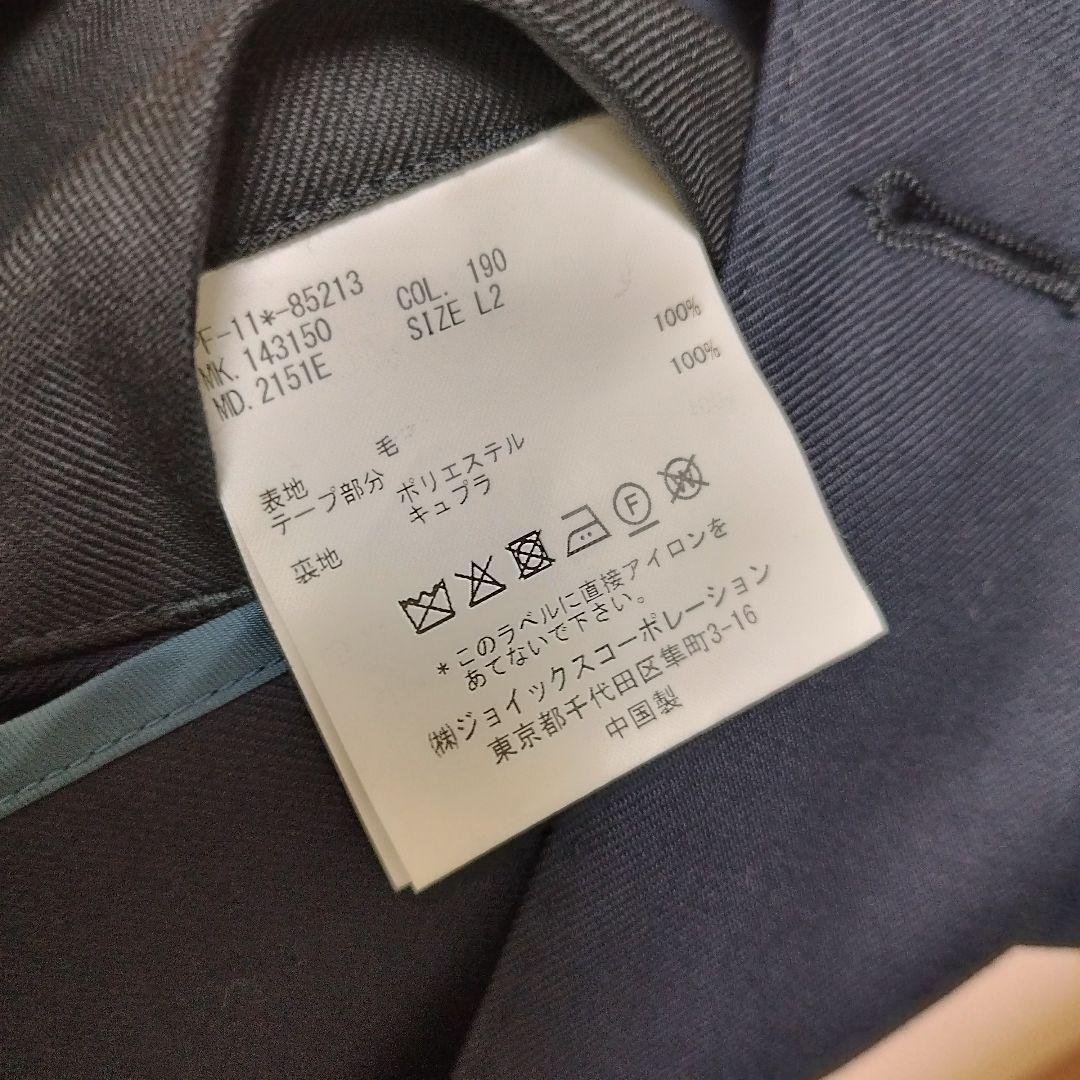 F-11*-85213 COL. 190
MK. 143150 SIZE L2
MD. 2151E
表地 毛 100%
テープ部分 ポリエステル 100%
裏地 キュプラ
F W
*このラベルに直接アイロンを
あてないで下さい。
㈱ジョイックスコーポレーション
東京都千代田区隼町3-16
中国製